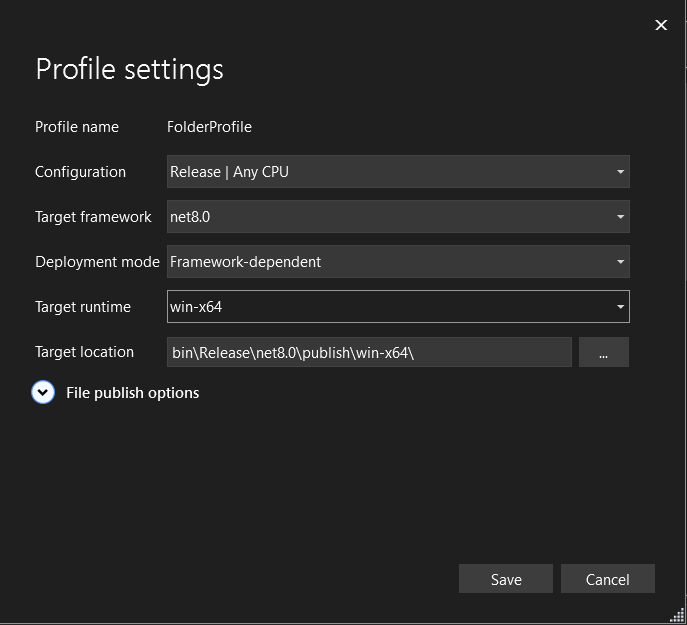 Profile settings
Profile name FolderProfile
Configuration Release | Any CPU
Target framework net8.0
Deployment mode Framework-dependent
Target runtime win-x64
Target location bin\Release\net8.0\publish\win-x64\ ...
File publish options
Save Cancel